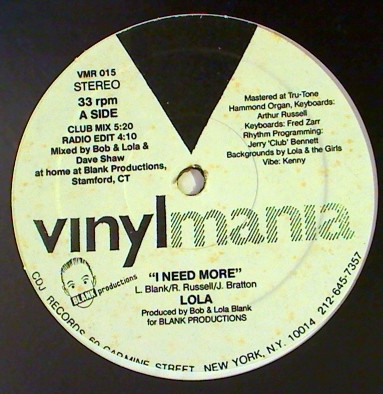 VMR 015
STEREO
33 rpm
A SIDE
CLUB MIX 5:20
RADIO EDIT 4:10
Mixed by Bob & Lola &
Dave Shaw
at home at Blank Productions,
Stamford, CT
Mastered at Tru-Tone
Hammond Organ, Keyboards:
Arthur Russell
Keyboards: Fred Zarr
Rhythm Programming:
Jerry 'Club' Bennett
Backgrounds by Lola & the Girls
Vibe: Kenny
vinylmania
BLANK productions
"I NEED MORE"
L. Blank/R. Russell/J. Bratton
LOLA
Produced by Bob & Lola Blank
for BLANK PRODUCTIONS
CDJ RECORDS 60 CARMINE STREET NEW YORK, N.Y. 10014 212-645-7357